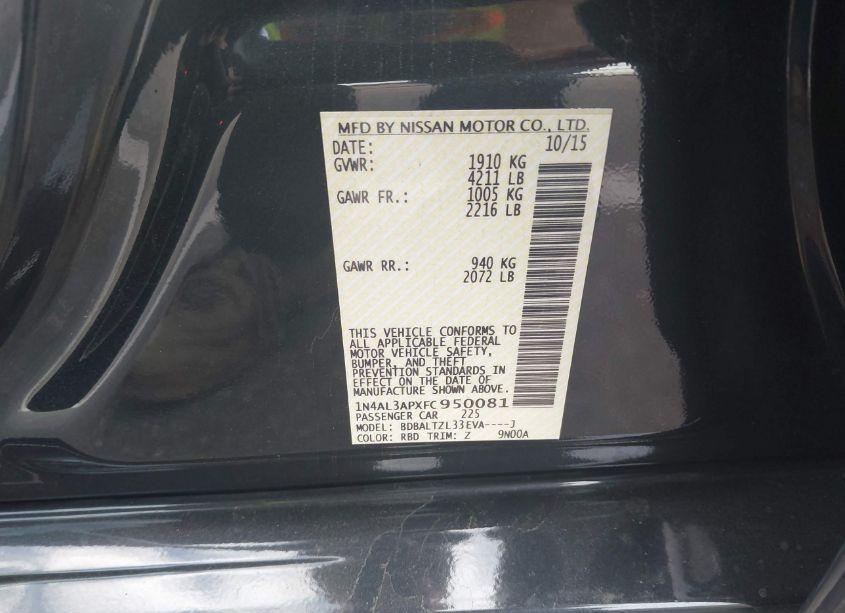 MFD BY NISSAN MOTOR CO., LTD.
DATE: 10/15
GVWR: 1910 KG
4211 LB
GAWR FR.: 1005 KG
2216 LB
GAWR RR.: 940 KG
2072 LB
THIS VEHICLE CONFORMS TO
ALL APPLICABLE FEDERAL
MOTOR VEHICLE SAFETY,
BUMPER, AND THEFT
PREVENTION STANDARDS IN
EFFECT ON THE DATE OF
MANUFACTURE SHOWN ABOVE.
1N4AL3APXFC950081
PASSENGER CAR 225
MODEL: BDBALTZL33EVA----J
COLOR: RBD TRIM: Z 9N00A